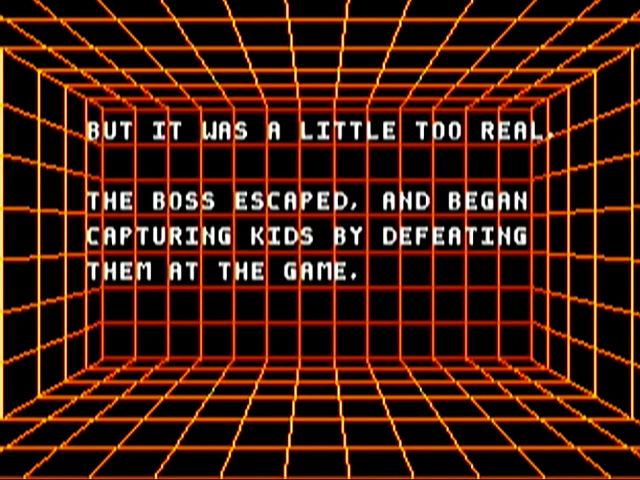 BUT IT WAS A LITTLE TOO REAL.
THE BOSS ESCAPED, AND BEGAN
CAPTURING KIDS BY DEFEATING
THEM AT THE GAME.